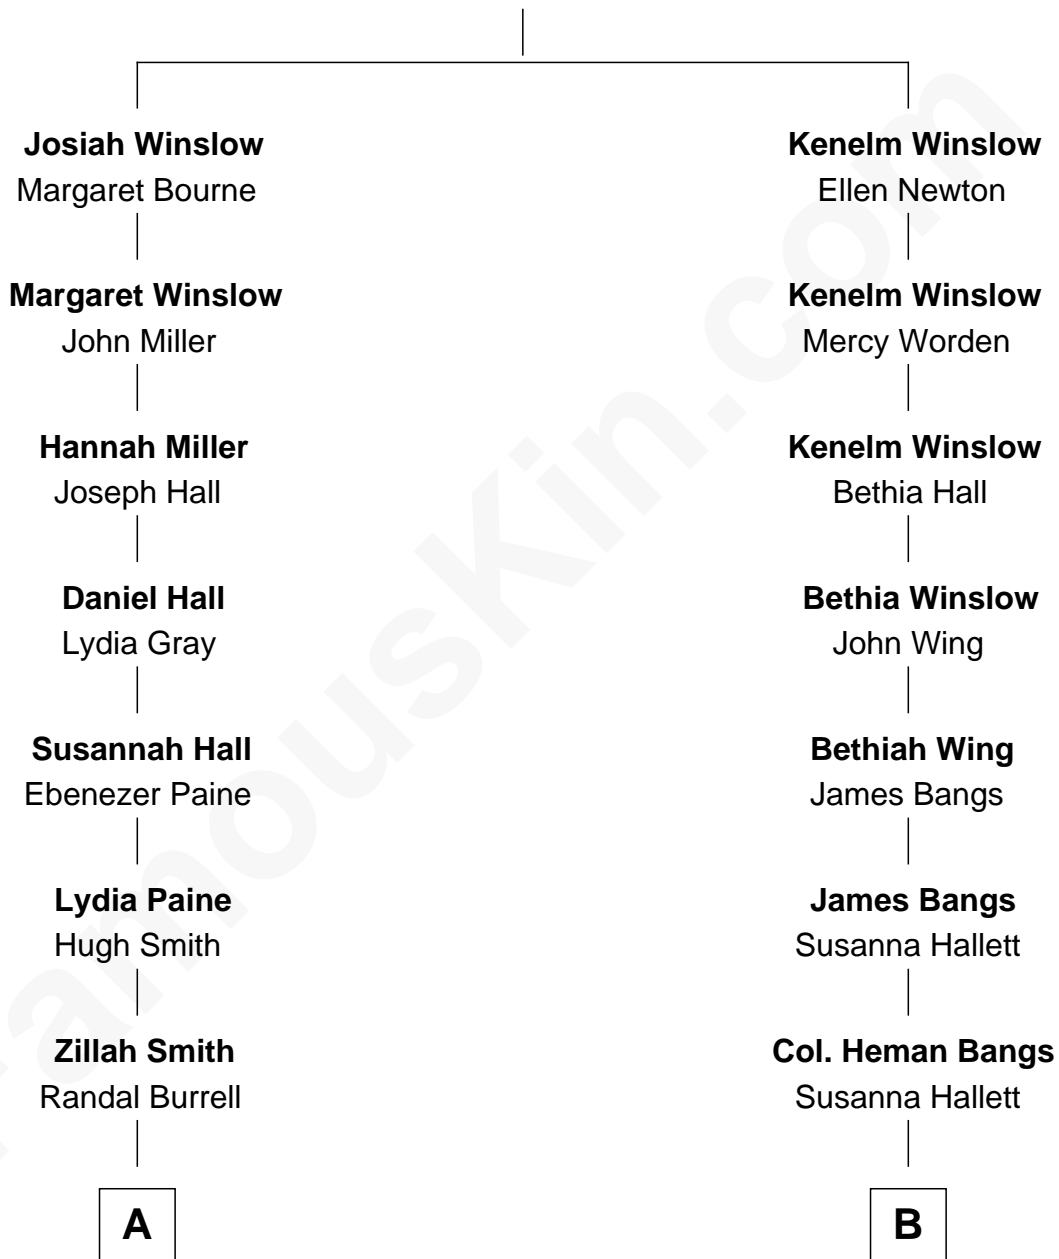 Josiah Winslow
Margaret Bourne
Margaret Winslow
John Miller
Hannah Miller
Joseph Hall
Daniel Hall
Lydia Gray
Susannah Hall
Ebenezer Paine
Lydia Paine
Hugh Smith
Zillah Smith
Randal Burrell
A
Kenelm Winslow
Ellen Newton
Kenelm Winslow
Mercy Worden
Kenelm Winslow
Bethia Hall
Bethia Winslow
John Wing
Bethiah Wing
James Bangs
James Bangs
Susanna Hallett
Col. Heman Bangs
Susanna Hallett
B
FamousKin.com